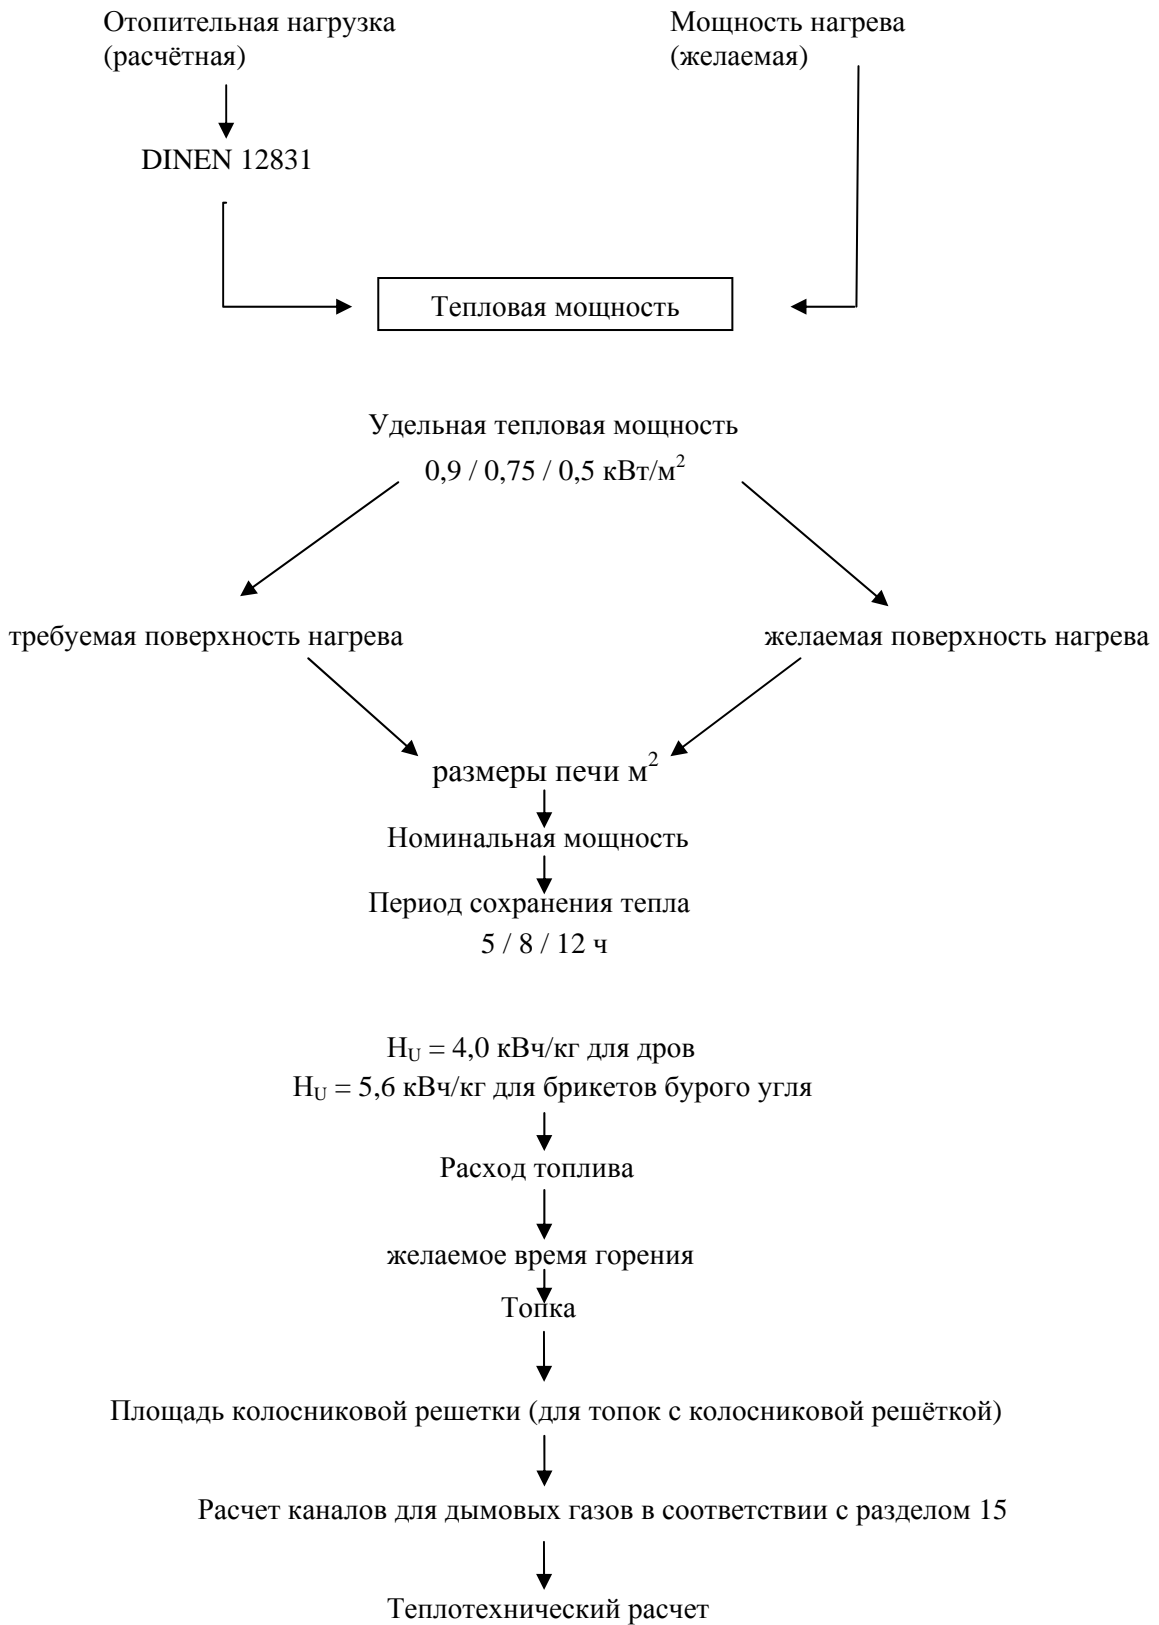 Отопительная нагрузка
(расчётная)
Мощность нагрева
(желаемая)
DINEN 12831
Тепловая мощность
Удельная тепловая мощность
0,9 / 0,75 / 0,5 кВт/м²
требуемая поверхность нагрева
желаемая поверхность нагрева
размеры печи м²
Номинальная мощность
Период сохранения тепла
5 / 8 / 12 ч
H_U = 4,0 кВч/кг для дров
H_U = 5,6 кВч/кг для брикетов бурого угля
Расход топлива
желаемое время горения
Топка
Площадь колосниковой решетки (для топок с колосниковой решёткой)
Расчет каналов для дымовых газов в соответствии с разделом 15
Теплотехнический расчет